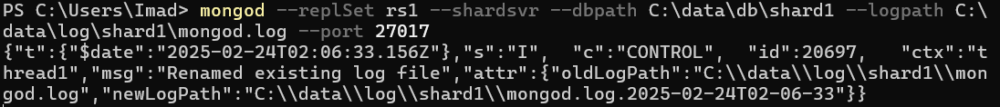 PS C:\Users\Imad> mongod --replSet rs1 --shardsvr --dbpath C:\data\db\shard1 --logpath C:\
data\log\shard1\mongod.log --port 27017
{"t":{"$date":"2025-02-24T02:06:33.156Z"},"s":"I",  "c":"CONTROL",  "id":20697,   "ctx":"t
hread1","msg":"Renamed existing log file","attr":{"oldLogPath":"C:\\data\\log\\shard1\\mon
god.log","newLogPath":"C:\\data\\log\\shard1\\mongod.log.2025-02-24T02-06-33"}}